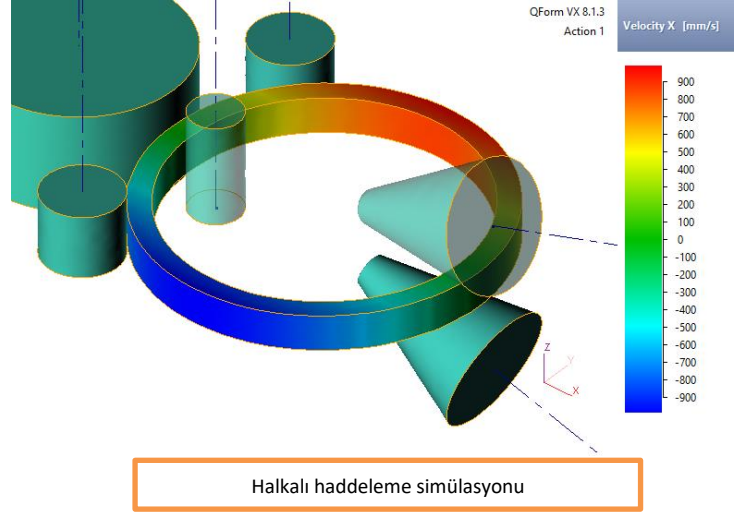 QForm VX 8.1.3
Action 1
Velocity X [mm/s]
900
800
700
600
500
400
300
200
100
0
-100
-200
-300
-400
-500
-600
-700
-800
-900
Z
Y
X
Halkalı haddeleme simülasyonu